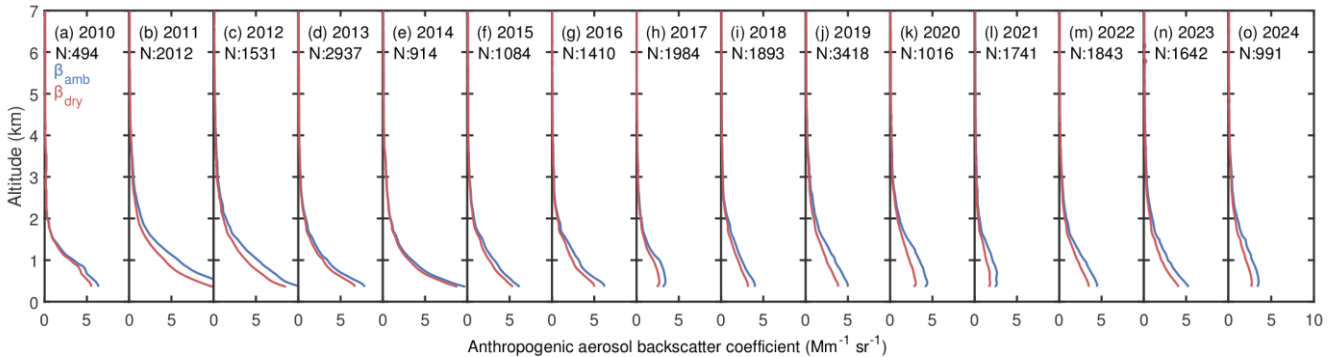 (a) 2010 (b) 2011 (c) 2012 (d) 2013 (e) 2014 (f) 2015 (g) 2016 (h) 2017 (i) 2018 (j) 2019 (k) 2020 (l) 2021 (m) 2022 (n) 2023 (o) 2024
N:494 N:2012 N:1531 N:2937 N:914 N:1084 N:1410 N:1984 N:1893 N:3418 N:1016 N:1741 N:1843 N:1642 N:991
β_amb
β_dry
7
6
5
4
3
2
1
0
Altitude (km)
0 5 0 5 0 5 0 5 0 5 0 5 0 5 0 5 0 5 0 5 0 5 0 5 0 5 0 5 0 5 10
Anthropogenic aerosol backscatter coefficient (Mm⁻¹ sr⁻¹)